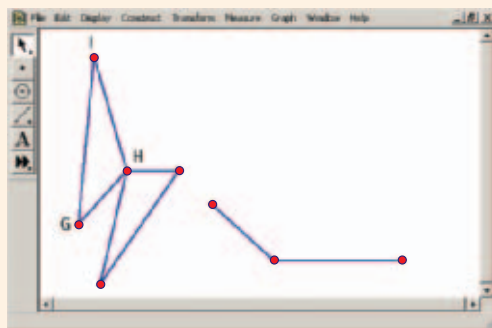 File Edit Display Construct Transform Measure Graph Window Help
I
H
G
A